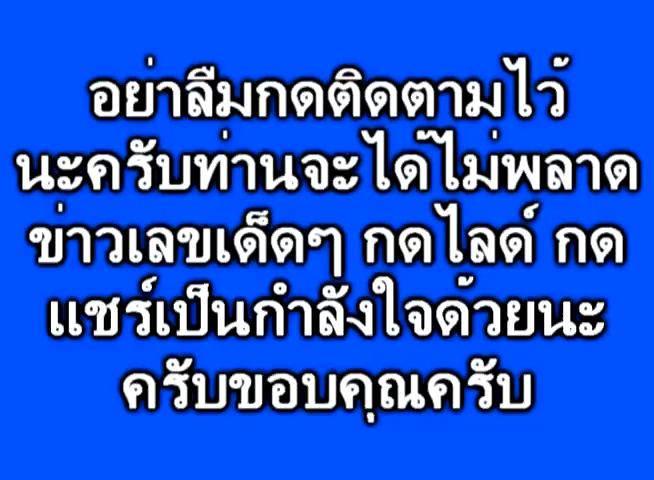 อย่าลืมกดติดตามไว้
นะครับท่านจะได้ไม่พลาด
ข่าวเลขเด็ดๆ กดไลด์ กด
แชร์เป็นกำลังใจด้วยนะ
ครับขอบคุณครับ